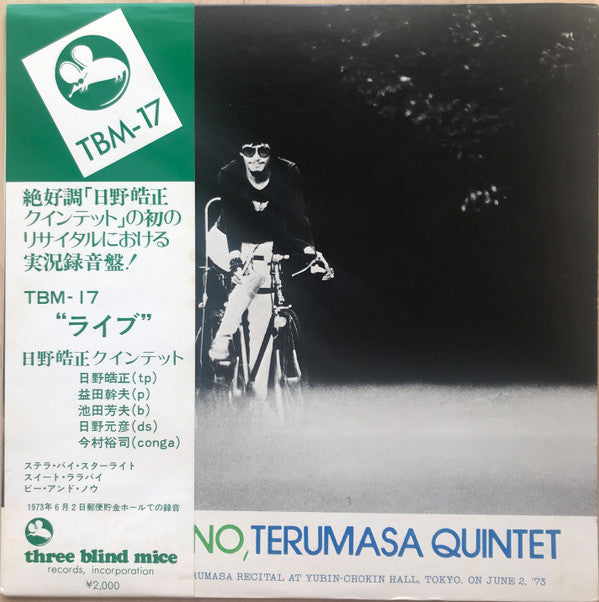 TBM-17
絶好調「日野皓正
クインテット」の初の
リサイタルにおける
実況録音盤!
TBM-17
“ライブ”
日野皓正クインテット
日野皓正(tp)
益田幹夫(p)
池田芳夫(b)
日野元彦(ds)
今村裕司(conga)
ステラ・バイ・スターライト
スイート・ララバイ
ビー・アンド・ノウ
1973年6月2日郵便貯金ホールでの録音
three blind mice
records, incorporation
¥2,000
NO, TERUMASA QUINTET
RUMASA RECITAL AT YUBIN-CHOKIN HALL, TOKYO, ON JUNE 2, '73